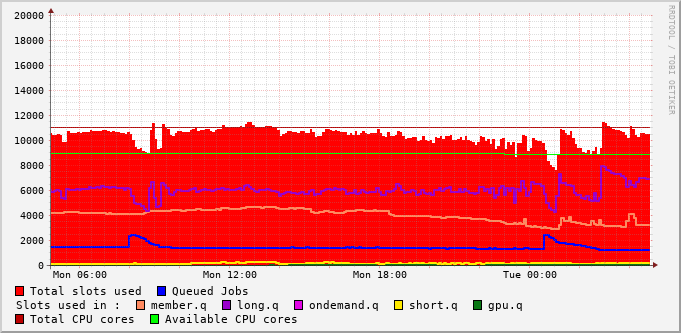 20000
18000
16000
14000
12000
10000
8000
6000
4000
2000
0
Mon 06:00 Mon 12:00 Mon 18:00 Tue 00:00
RRDTOOL / TOBI OETIKER
Total slots used Queued Jobs
Slots used in : member.q long.q ondemand.q short.q gpu.q
Total CPU cores Available CPU cores